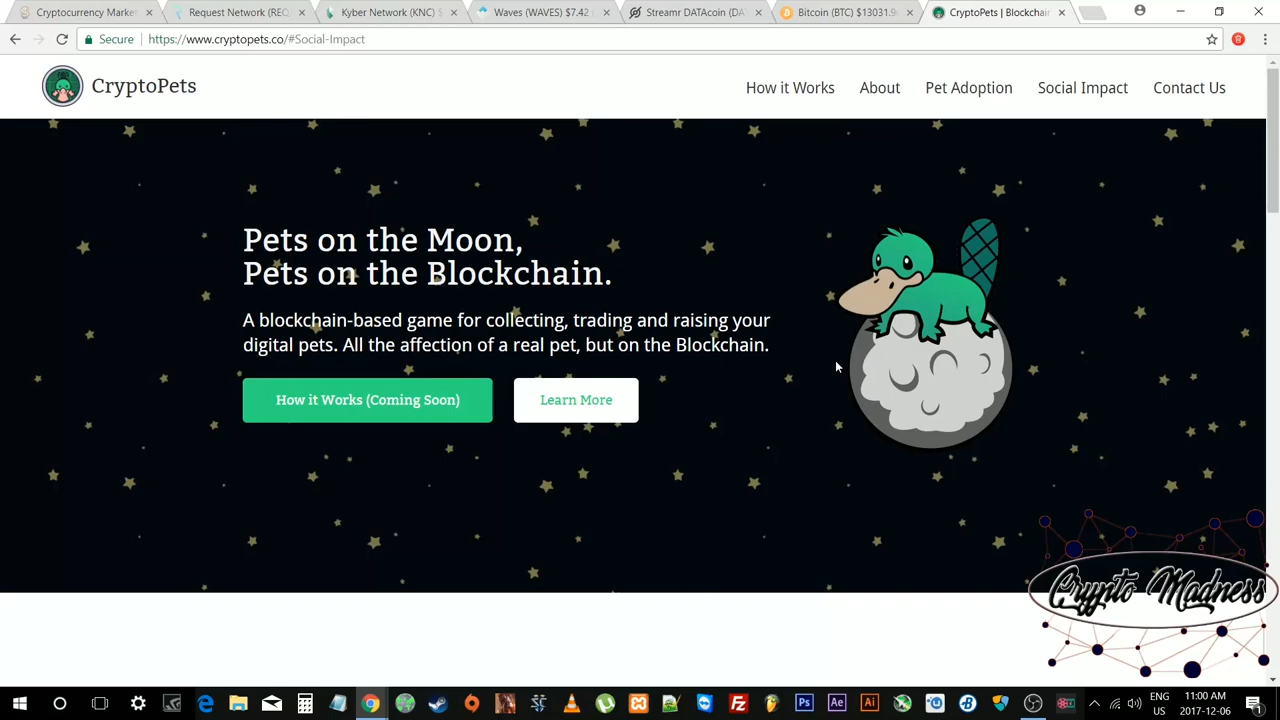 Cryptocurrency Marke
Request Network (REQ
Kyber Network (KNC) $
Waves (WAVES) $7.42
Streamr DATAcoin (DA
Bitcoin (BTC) $13031.9
CryptoPets | Blockchain
Secure
https://www.cryptopets.co/#Social-Impact
CryptoPets
How it Works
About
Pet Adoption
Social Impact
Contact Us
Pets on the Moon,
Pets on the Blockchain.
A blockchain-based game for collecting, trading and raising your
digital pets. All the affection of a real pet, but on the Blockchain.
How it Works (Coming Soon)
Learn More
Crypto Madness
ENG
US
11:00 AM
2017-12-06